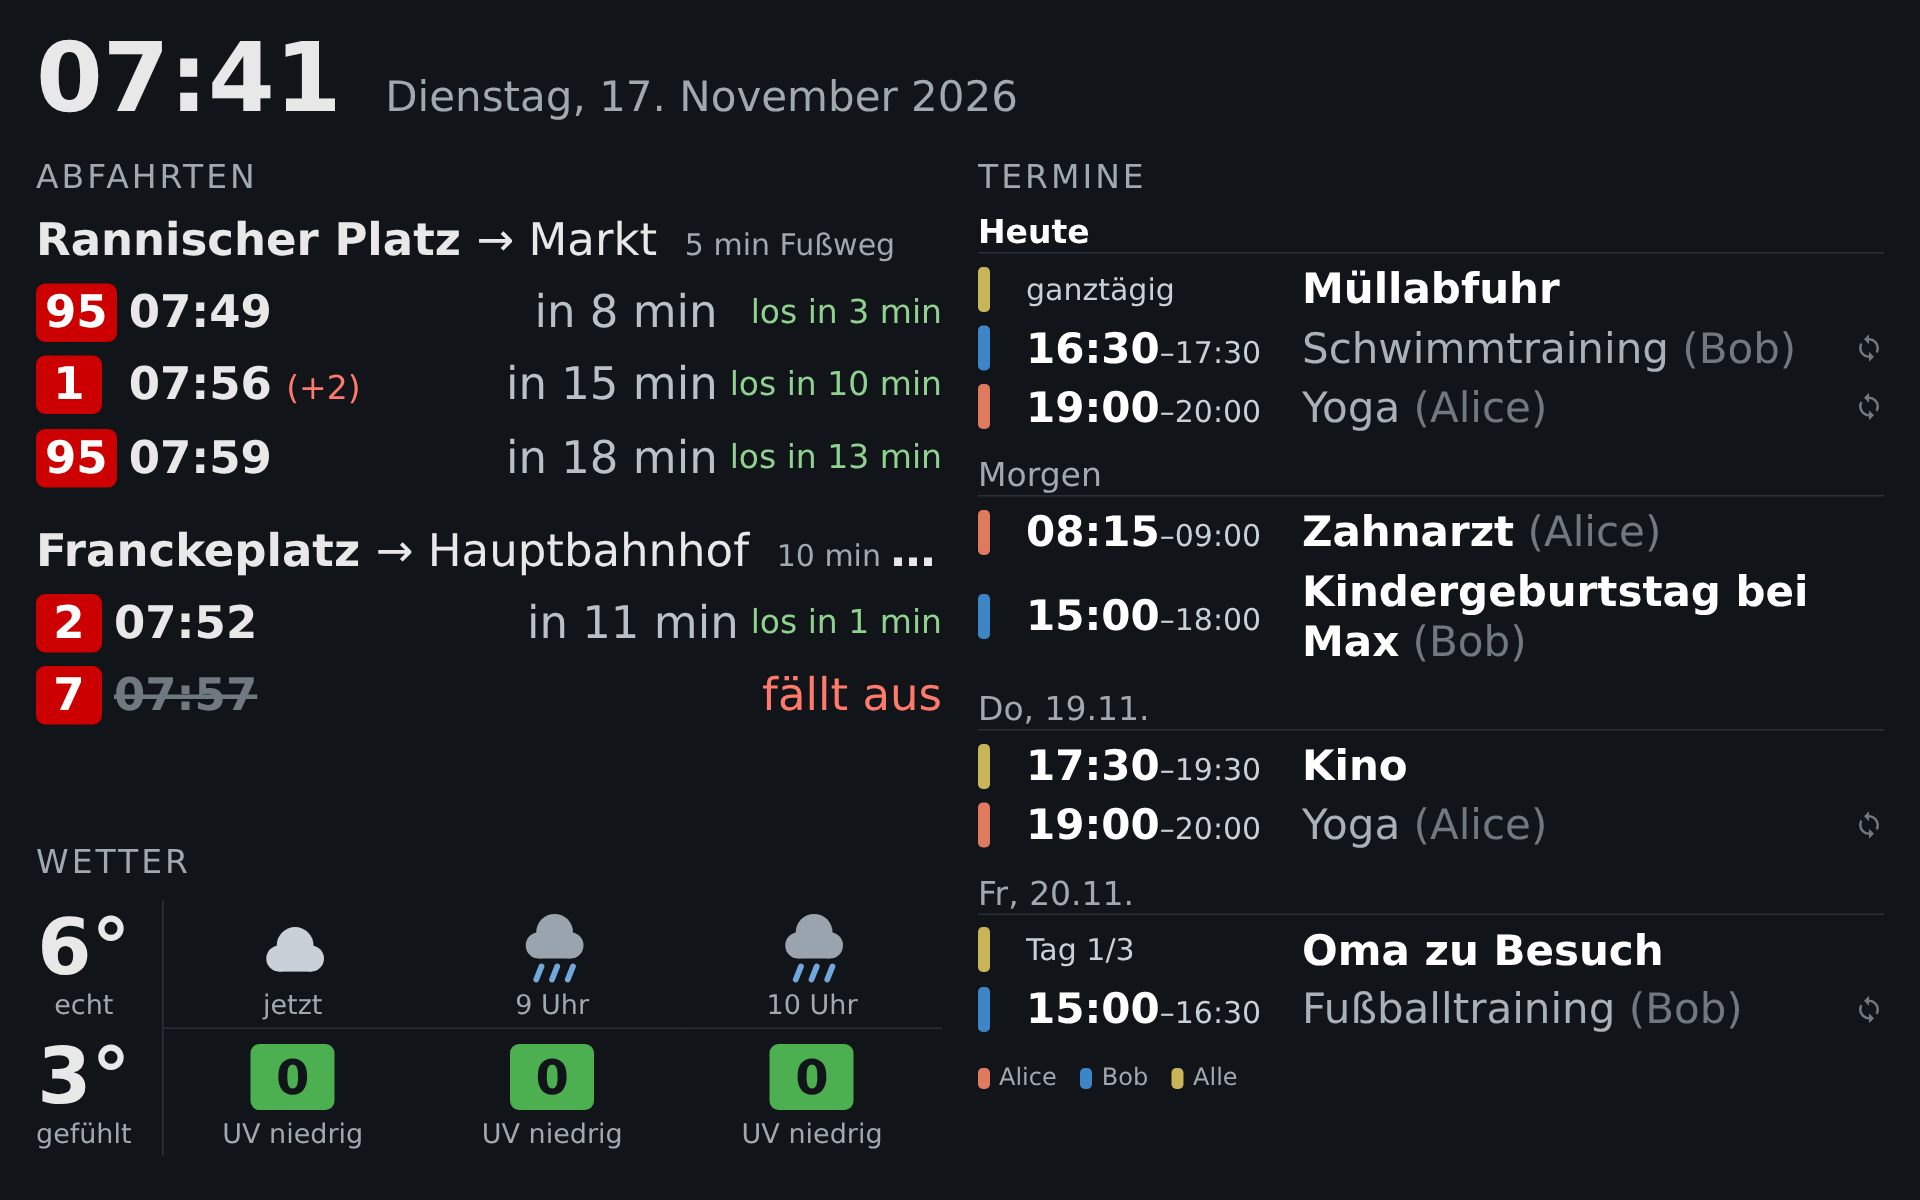 07:41 Dienstag, 17. November 2026
ABFAHRTEN
Rannischer Platz → Markt 5 min Fußweg
95 07:49 in 8 min los in 3 min
1 07:56 (+2) in 15 min los in 10 min
95 07:59 in 18 min los in 13 min
Franckeplatz → Hauptbahnhof 10 min ...
2 07:52 in 11 min los in 1 min
7 07:57 fällt aus
WETTER
6°
echt
jetzt 9 Uhr 10 Uhr
3°
gefühlt
0 0 0
UV niedrig UV niedrig UV niedrig
TERMINE
Heute
ganztägig Müllabfuhr
16:30–17:30 Schwimmtraining (Bob)
19:00–20:00 Yoga (Alice)
Morgen
08:15–09:00 Zahnarzt (Alice)
15:00–18:00 Kindergeburtstag bei
Max (Bob)
Do, 19.11.
17:30–19:30 Kino
19:00–20:00 Yoga (Alice)
Fr, 20.11.
Tag 1/3 Oma zu Besuch
15:00–16:30 Fußballtraining (Bob)
Alice Bob Alle